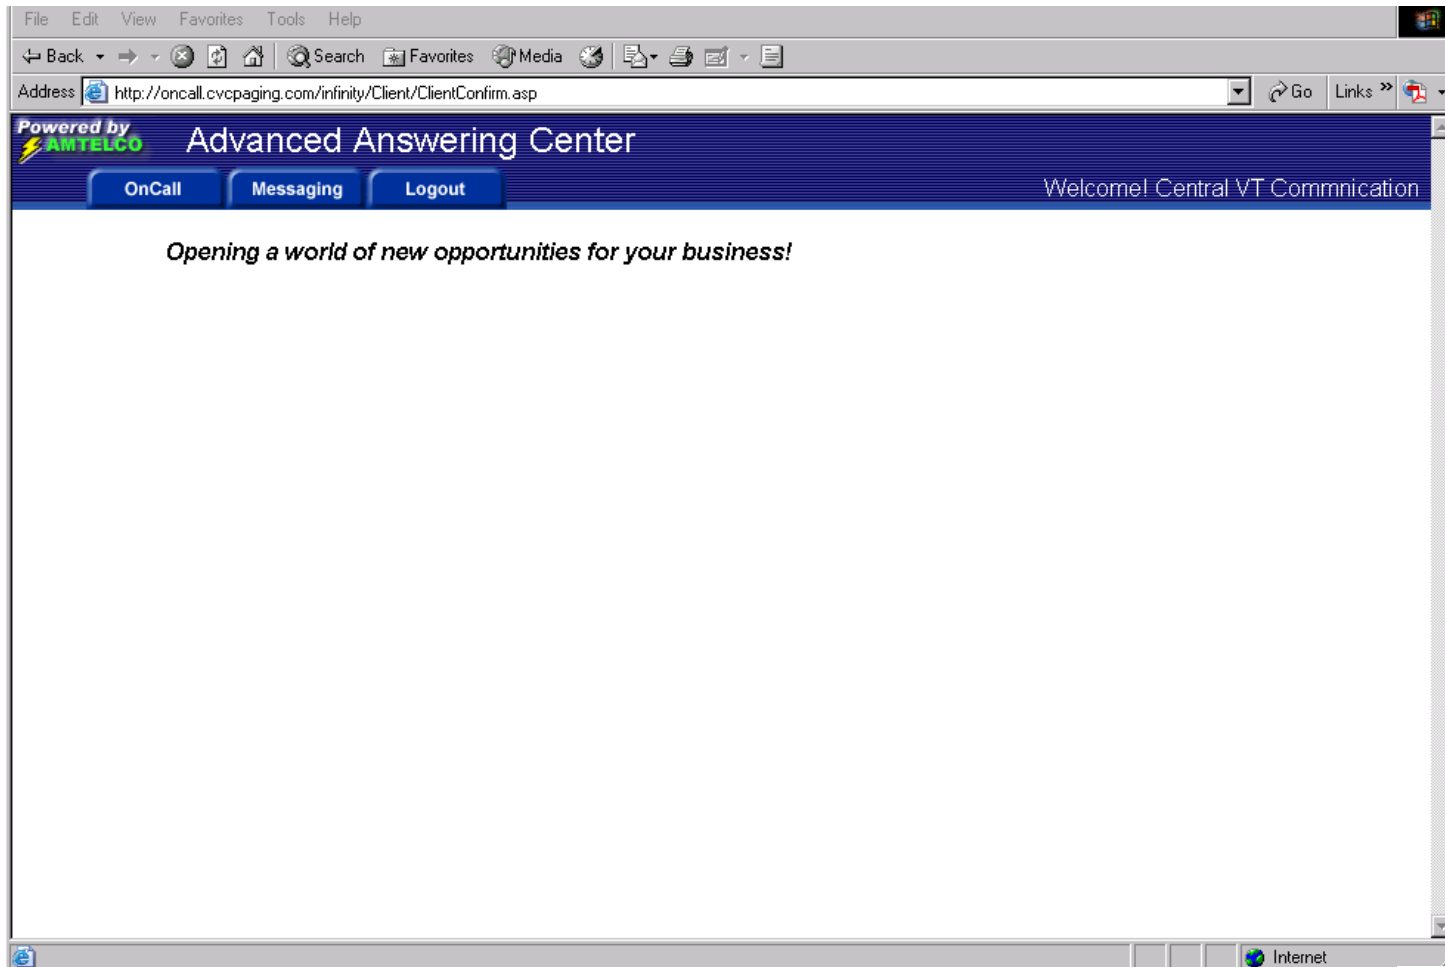 File Edit View Favorites Tools Help
Back Search Favorites Media
Address http://oncall.cvcpaging.com/infinity/Client/ClientConfirm.asp Go Links »
Powered by
AMTELCO
Advanced Answering Center
OnCall Messaging Logout
Welcome! Central VT Commnication
Opening a world of new opportunities for your business!
Internet